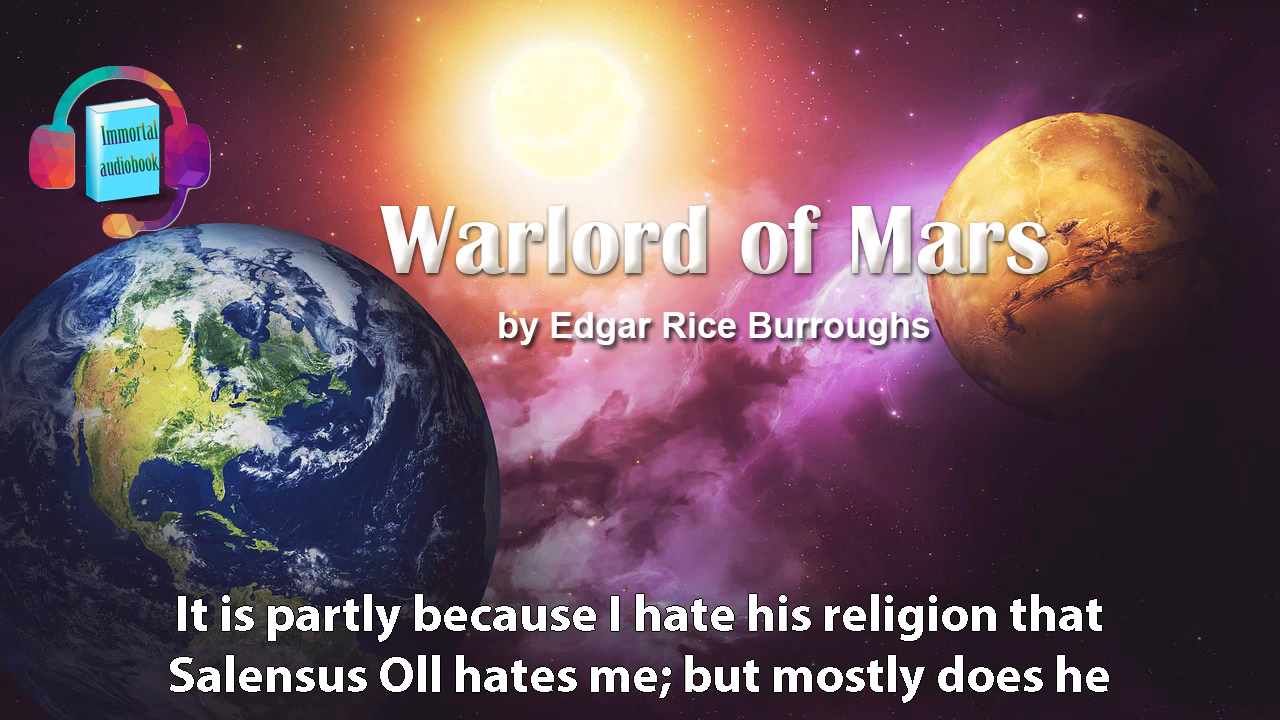 Immortal
audiobook
Warlord of Mars
by Edgar Rice Burroughs
It is partly because I hate his religion that
Salensus Oll hates me; but mostly does he